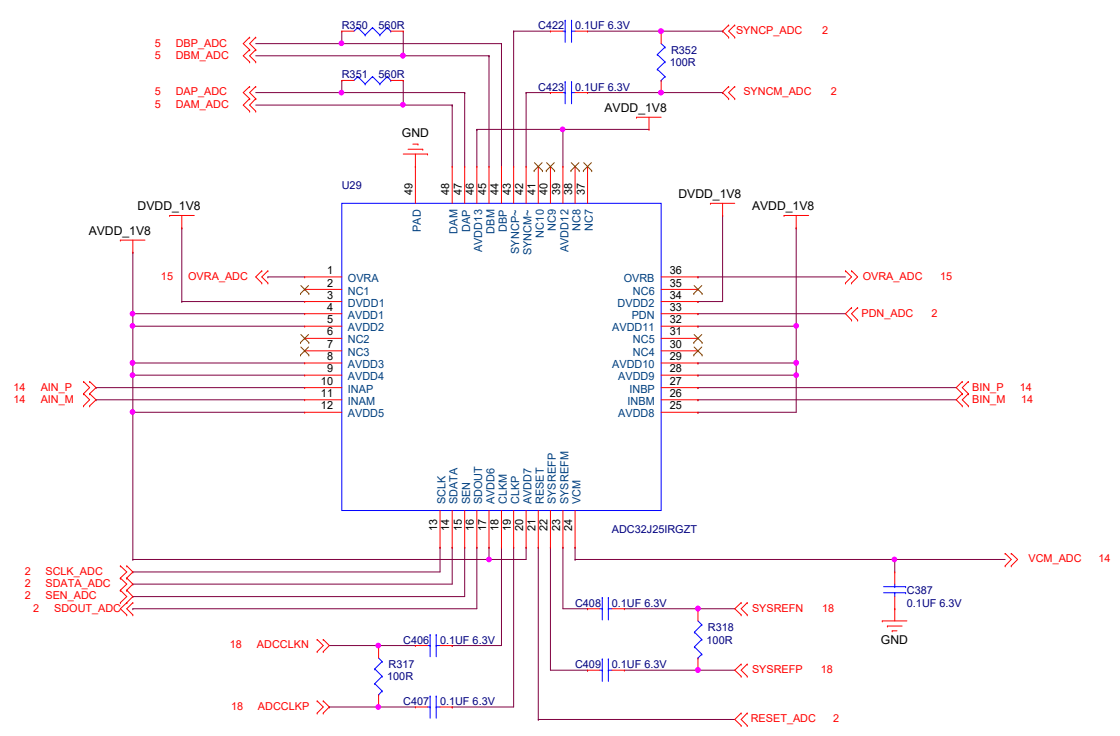 R350 560R
C422 0.1UF 6.3V
SYNCP_ADC 2
5 DBP_ADC
5 DBM_ADC
R352
100R
R351 560R
5 DAP_ADC
5 DAM_ADC
C423 0.1UF 6.3V
SYNCM_ADC 2
AVDD_1V8
GND
U29
49
48
47
46
45
44
43
42
41
40
39
38
37
PAD
DAM
DAP
AVDD13
DBM
DBP
SYNCP~
SYNCM~
NC10
NC9
AVDD12
NC8
NC7
DVDD_1V8
AVDD_1V8
DVDD_1V8
AVDD_1V8
15 OVRA_ADC
1 OVRA
2 NC1
3 DVDD1
4 AVDD1
5 AVDD2
6 NC2
7 NC3
8 AVDD3
9 AVDD4
10 INAP
11 INAM
12 AVDD5
14 AIN_P
14 AIN_M
OVRB 36
NC6 35
DVDD2 34
PDN 33
AVDD11 32
NC5 31
NC4 30
AVDD10 29
AVDD9 28
INBP 27
INBM 26
AVDD8 25
OVRA_ADC 15
PDN_ADC 2
BIN_P 14
BIN_M 14
SCLK
SDATA
SEN
SDOUT
AVDD6
CLKM
CLKP
AVDD7
RESET
SYSREFP
SYSREFM
VCM
13
14
15
16
17
18
19
20
21
22
23
24
ADC32J25IRGZT
VCM_ADC 14
2 SCLK_ADC
2 SDATA_ADC
2 SEN_ADC
2 SDOUT_ADC
C387
0.1UF 6.3V
GND
C408 0.1UF 6.3V
SYSREFN 18
R318
100R
C409 0.1UF 6.3V
SYSREFP 18
18 ADCCLKN
C406 0.1UF 6.3V
R317
100R
18 ADCCLKP
C407 0.1UF 6.3V
RESET_ADC 2